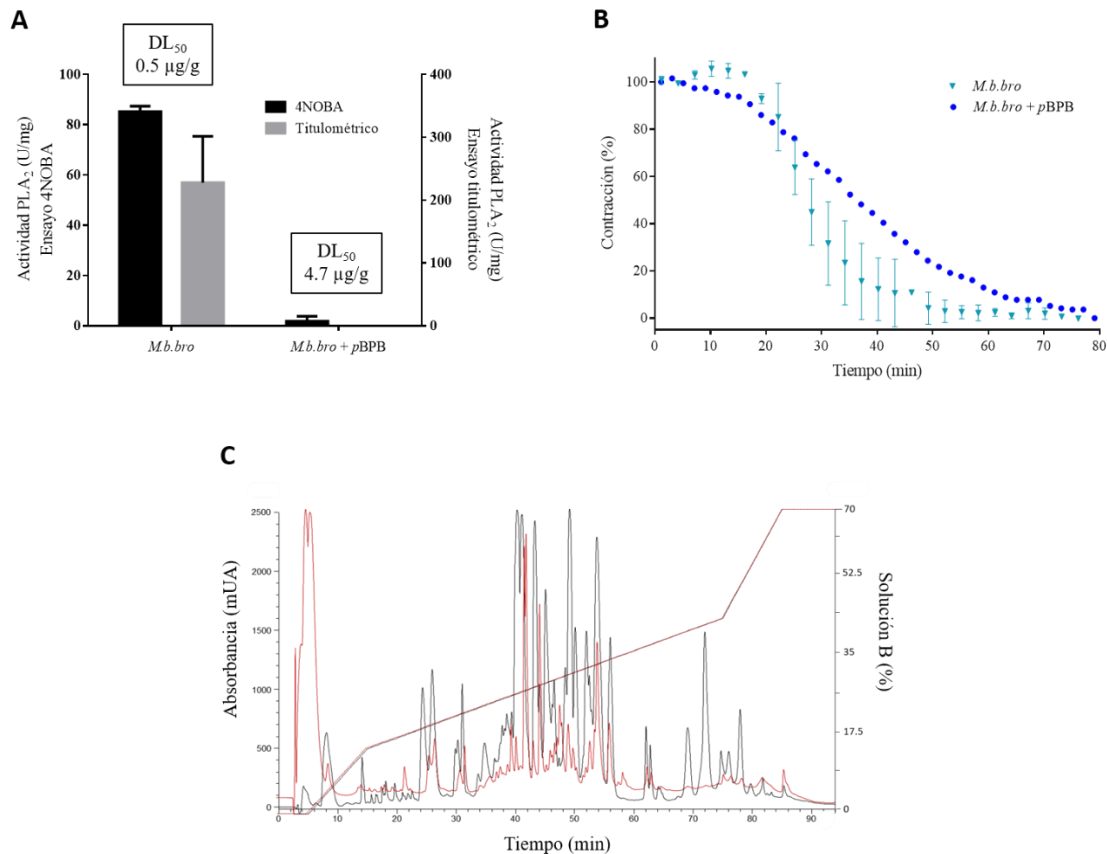 A
DL50
0.5 µg/g
DL50
4.7 µg/g
4NOBA
Titulométrico
Actividad PLA2 (U/mg)
Ensayo 4NOBA
100
80
60
40
20
0
400
300
200
100
0
Actividad PLA2 (U/mg)
Ensayo titulométrico
M.b.bro
M.b.bro + pBPB
B
M.b.bro
M.b.bro + pBPB
Contracción (%)
100
80
60
40
20
0
0 10 20 30 40 50 60 70 80
Tiempo (min)
C
Absorbancia (mUA)
2500
2000
1500
1000
500
0
70
52.5
35
17.5
0
Solución B (%)
0 10 20 30 40 50 60 70 80 90
Tiempo (min)